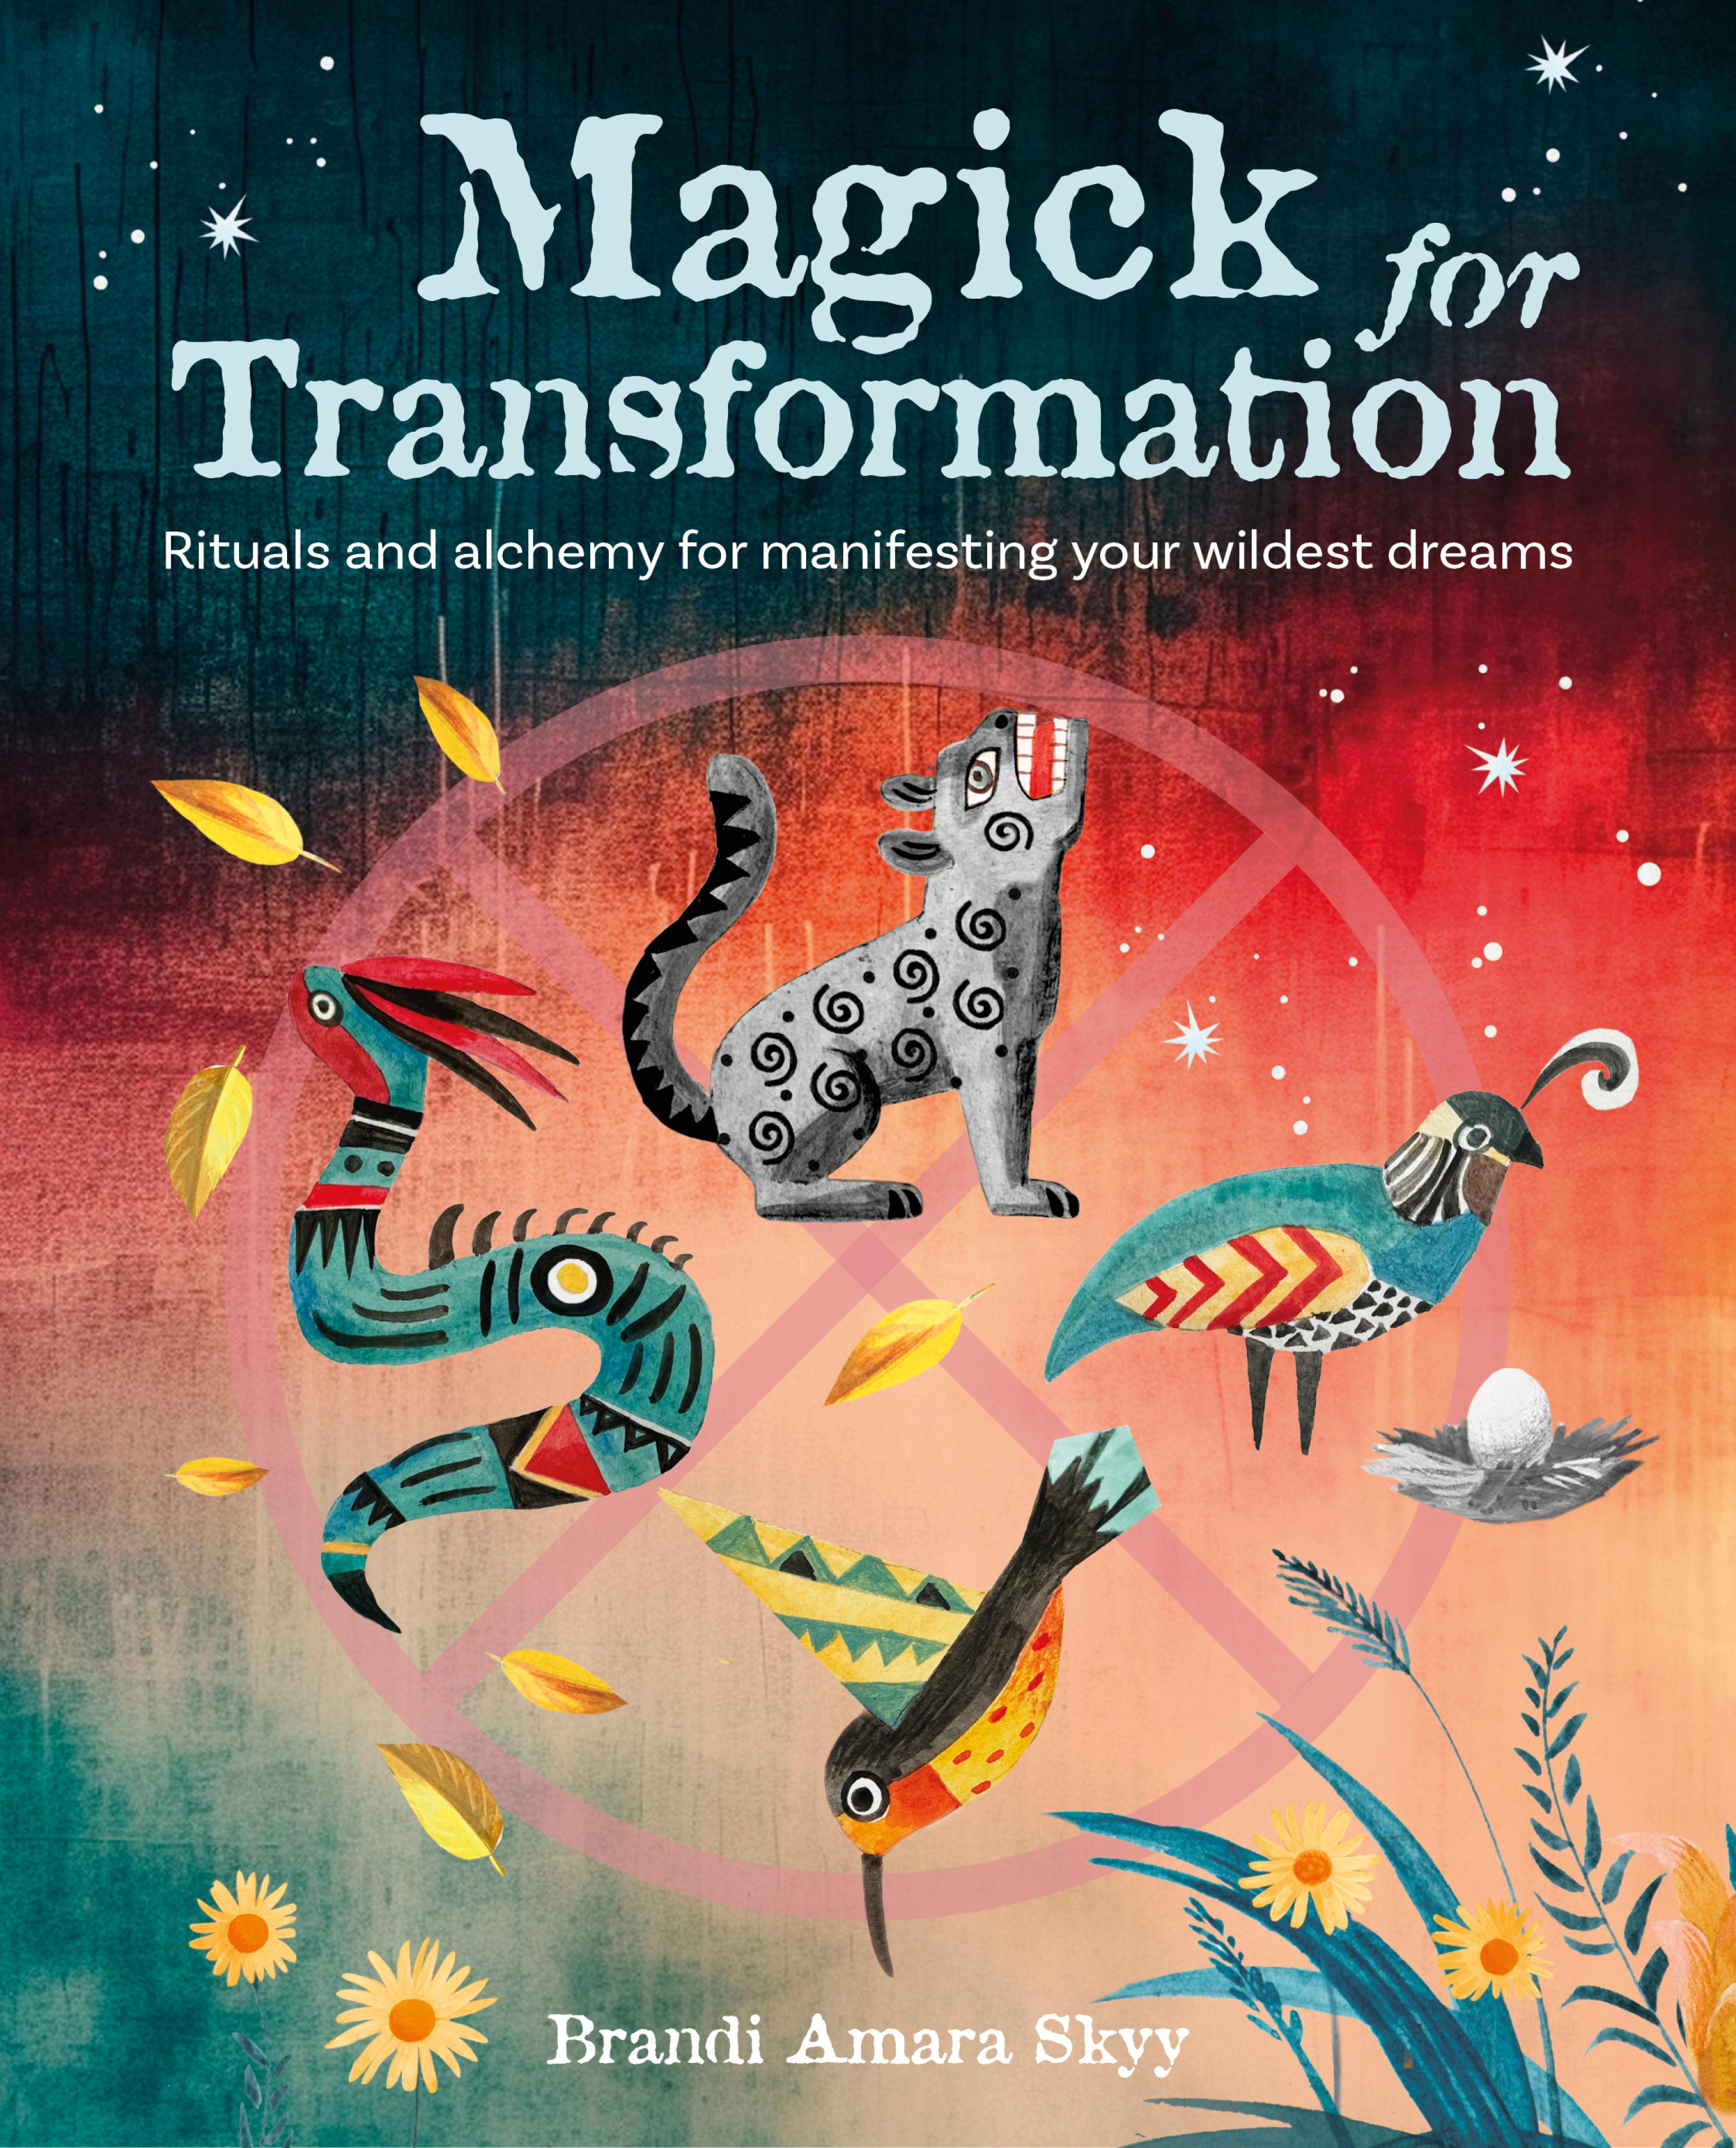 Magick for
Transformation
Rituals and alchemy for manifesting your wildest dreams
Brandi Amara Skyy